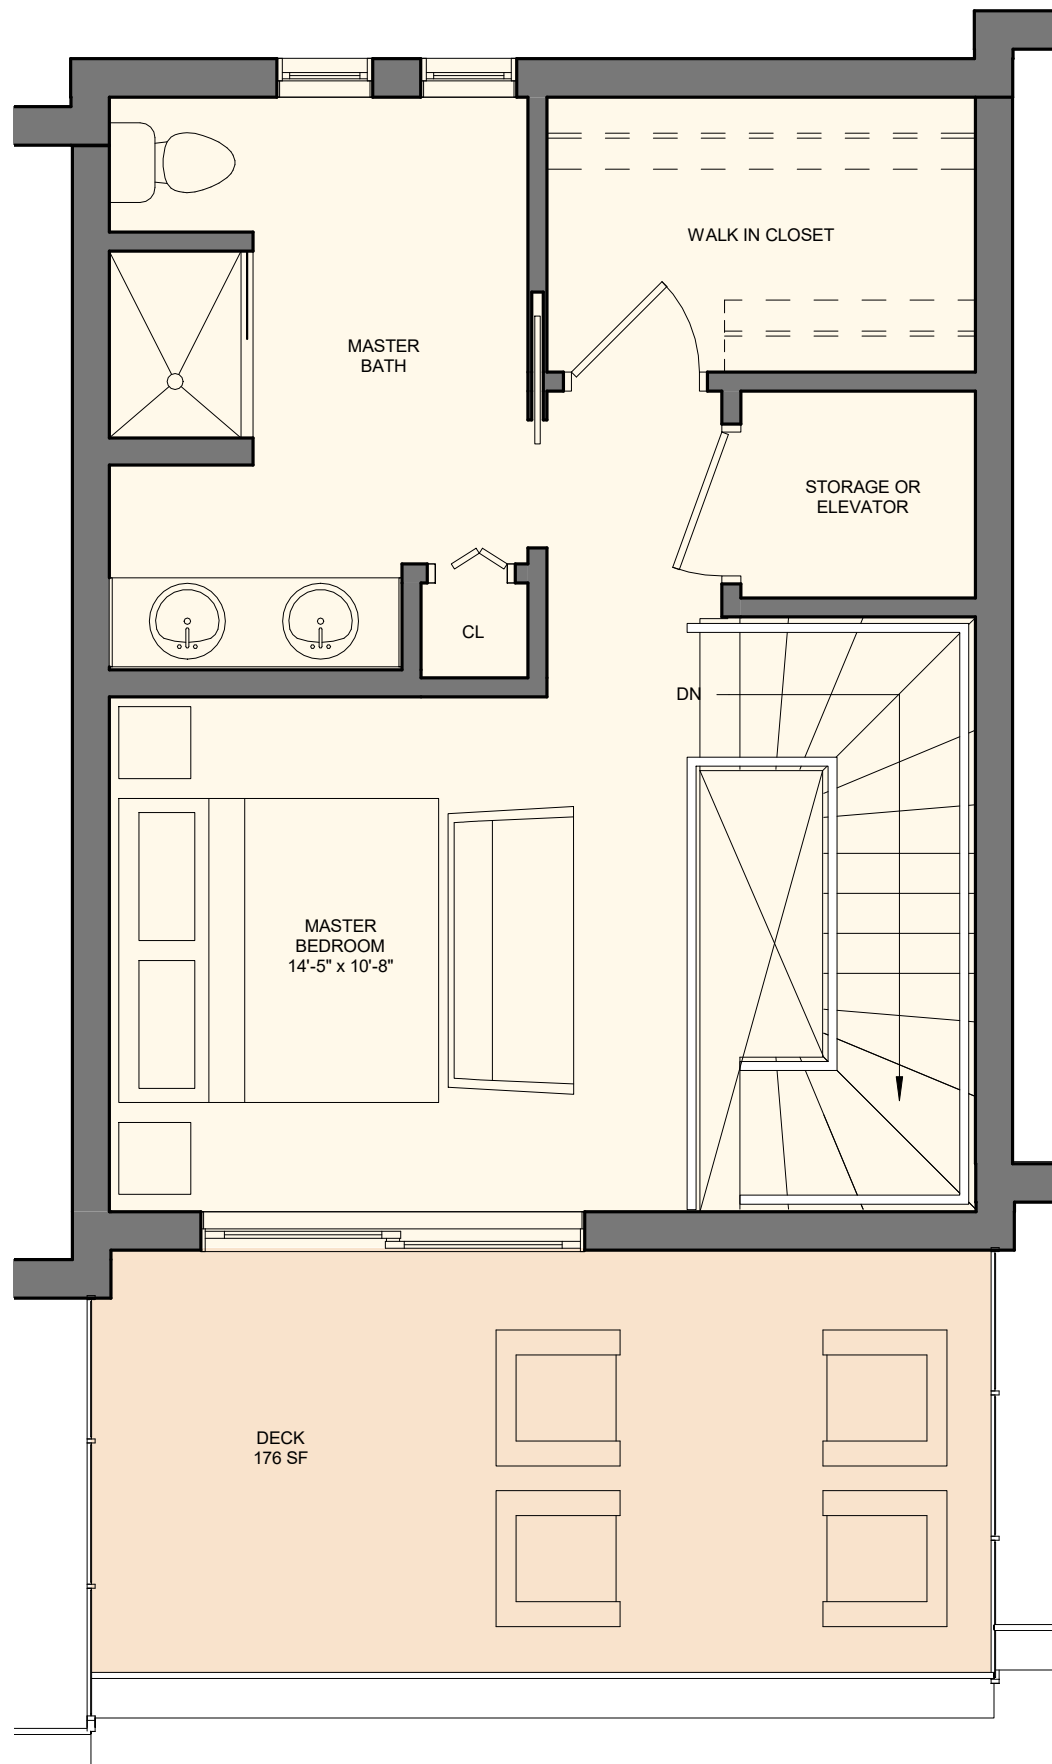 WALK IN CLOSET
MASTER
BATH
STORAGE OR
ELEVATOR
CL
DN
MASTER
BEDROOM
14'-5" x 10'-8"
DECK
176 SF